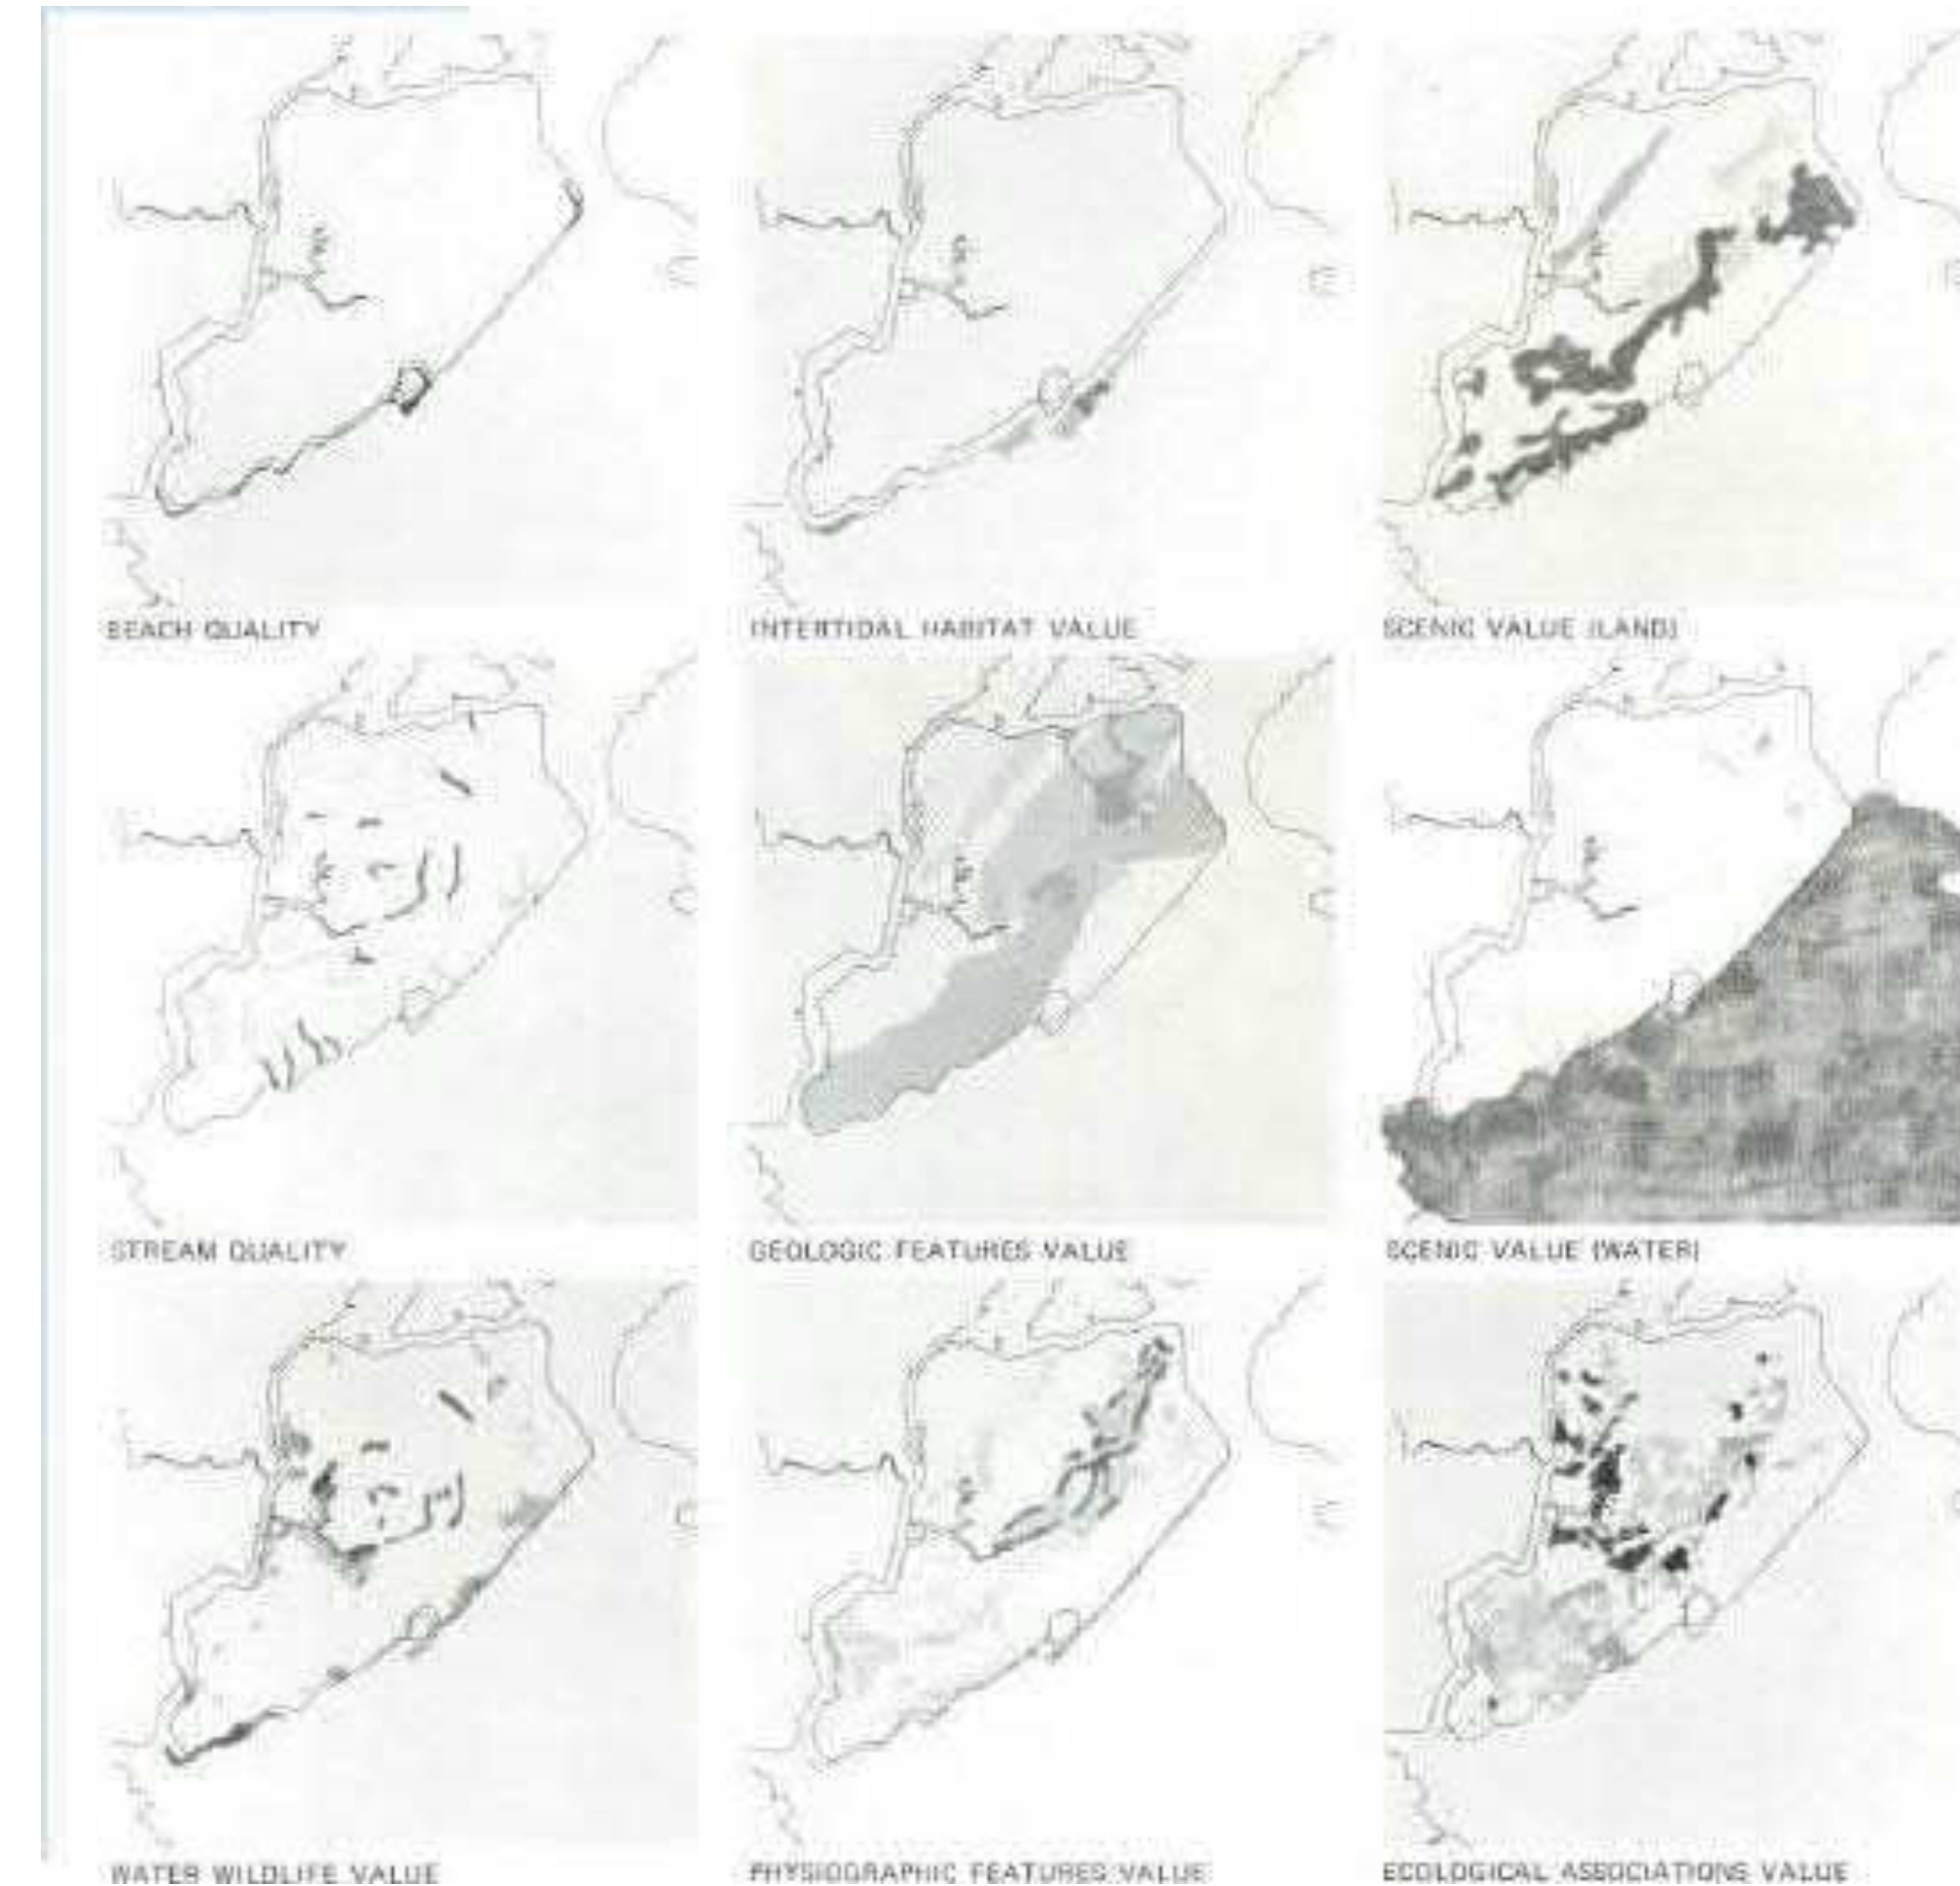 BEACH QUALITY
INTERTIDAL HABITAT VALUE
SCENIC VALUE (LAND)
STREAM QUALITY
GEOLOGIC FEATURES VALUE
SCENIC VALUE (WATER)
WATER WILDLIFE VALUE
PHYSIOGRAPHIC FEATURES VALUE
ECOLOGICAL ASSOCIATIONS VALUE